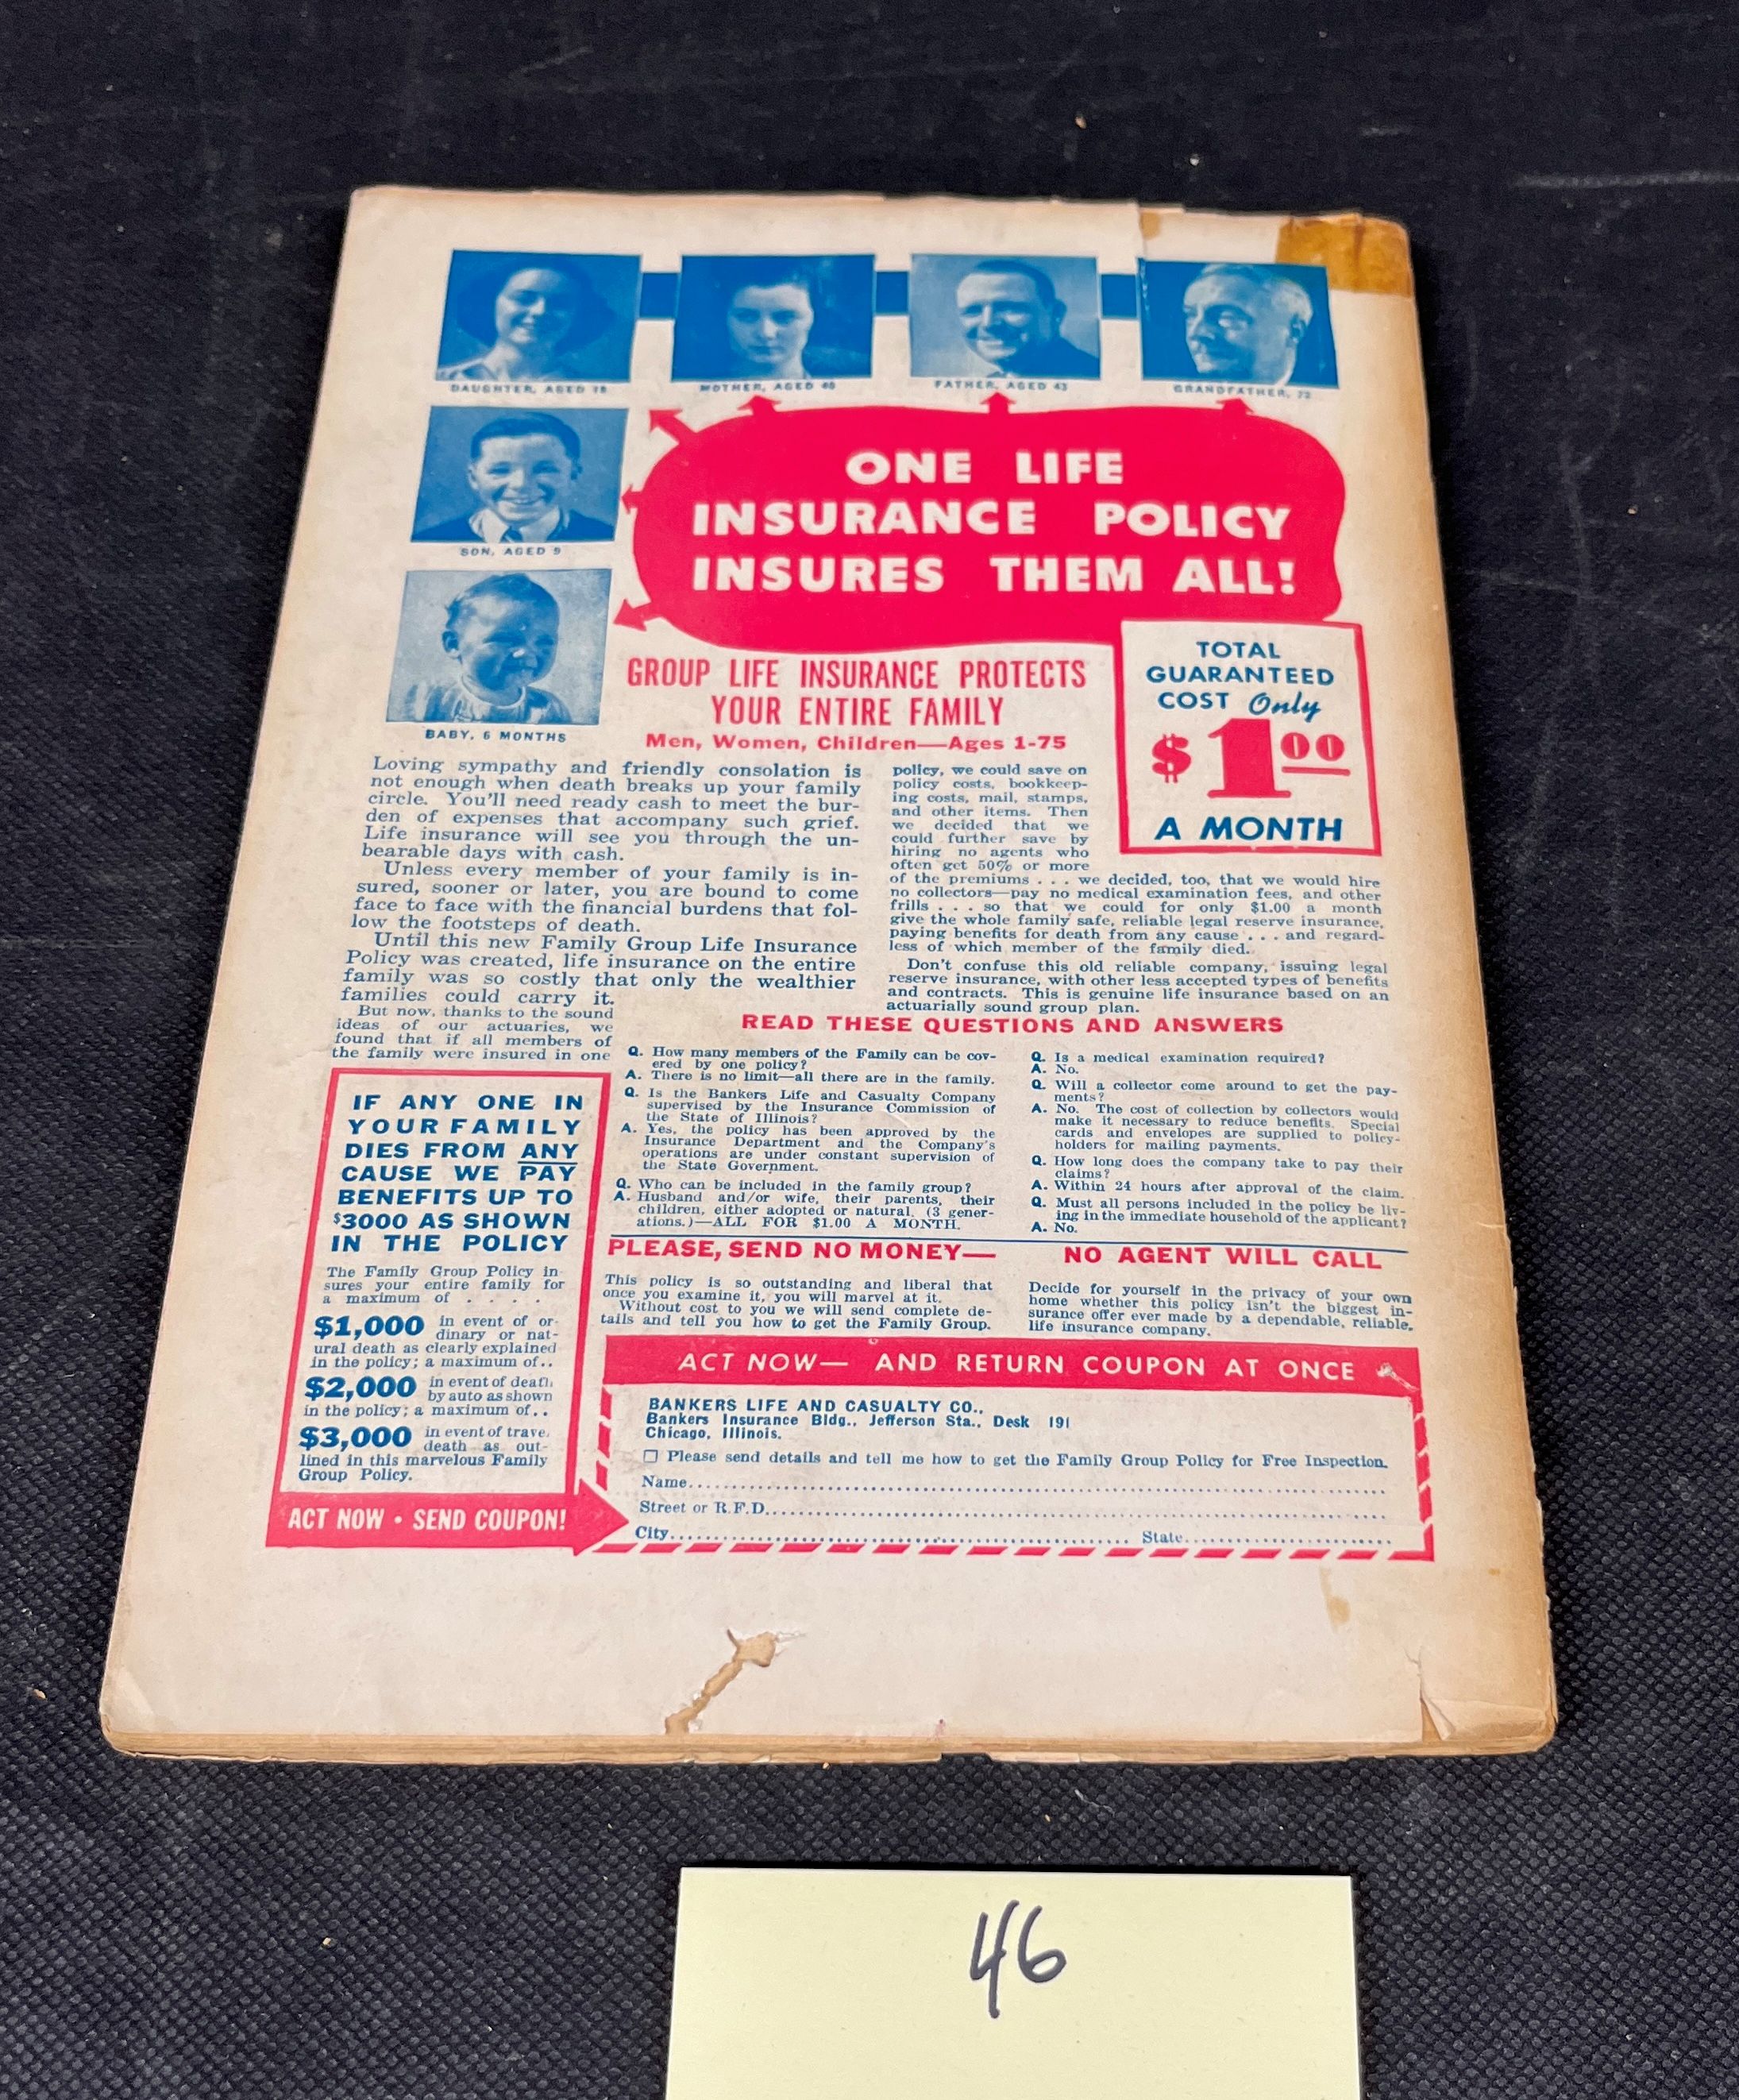 DAUGHTER, AGED 18
MOTHER, AGED 40
FATHER, AGED 43
GRANDFATHER, 72
SON, AGED 9
BABY, 6 MONTHS
ONE LIFE
INSURANCE POLICY
INSURES THEM ALL!
GROUP LIFE INSURANCE PROTECTS
YOUR ENTIRE FAMILY
Men, Women, Children—Ages 1-75
TOTAL
GUARANTEED
COST Only
$1.00
A MONTH
Loving sympathy and friendly consolation is
not enough when death breaks up your family
circle. You'll need ready cash to meet the bur-
den of expenses that accompany such grief.
Life insurance will see you through the un-
bearable days with cash.
Unless every member of your family is in-
sured, sooner or later, you are bound to come
face to face with the financial burdens that fol-
low the footsteps of death.
Until this new Family Group Life Insurance
Policy was created, life insurance on the entire
family was so costly that only the wealthier
families could carry it.
But now, thanks to the sound
ideas of our actuaries, we
found that if all members of
the family were insured in one
policy, we could save on
policy costs, bookkeep-
ing costs, mail, stamps,
and other items. Then
we decided that we
could further save by
hiring no agents who
often get 50% or more
of the premiums . . . we decided, too, that we would hire
no collectors—pay no medical examination fees, and other
frills . . . so that we could for only $1.00 a month
give the whole family safe, reliable legal reserve insurance,
paying benefits for death from any cause . . . and regard-
less of which member of the family died.
Don't confuse this old reliable company, issuing legal
reserve insurance, with other less accepted types of benefits
and contracts. This is genuine life insurance based on an
actuarially sound group plan.
READ THESE QUESTIONS AND ANSWERS
Q. How many members of the Family can be cov-
ered by one policy?
A. There is no limit—all there are in the family.
Q. Is the Bankers Life and Casualty Company
supervised by the Insurance Commission of
the State of Illinois?
A. Yes, the policy has been approved by the
Insurance Department and the Company's
operations are under constant supervision of
the State Government.
Q. Who can be included in the family group?
A. Husband and/or wife, their parents, their
children, either adopted or natural. (3 gener-
ations.)—ALL FOR $1.00 A MONTH.
Q. Is a medical examination required?
A. No.
Q. Will a collector come around to get the pay-
ments?
A. No. The cost of collection by collectors would
make it necessary to reduce benefits. Special
cards and envelopes are supplied to policy-
holders for mailing payments.
Q. How long does the company take to pay their
claims?
A. Within 24 hours after approval of the claim.
Q. Must all persons included in the policy be liv-
ing in the immediate household of the applicant?
A. No.
IF ANY ONE IN
YOUR FAMILY
DIES FROM ANY
CAUSE WE PAY
BENEFITS UP TO
$3000 AS SHOWN
IN THE POLICY
The Family Group Policy in
sures your entire family for
a maximum of . . . .
$1,000 in event of or
dinary or nat-
ural death as clearly explained
in the policy; a maximum of..
$2,000 in event of death
by auto as shown
in the policy; a maximum of..
$3,000 in event of trave
death as out-
lined in this marvelous Family
Group Policy.
ACT NOW • SEND COUPON!
PLEASE, SEND NO MONEY—
This policy is so outstanding and liberal that
once you examine it, you will marvel at it.
Without cost to you we will send complete de-
tails and tell you how to get the Family Group.
NO AGENT WILL CALL
Decide for yourself in the privacy of your own
home whether this policy isn't the biggest in-
surance offer ever made by a dependable, reliable,
life insurance company.
ACT NOW— AND RETURN COUPON AT ONCE
BANKERS LIFE AND CASUALTY CO.,
Bankers Insurance Bldg., Jefferson Sta., Desk 191
Chicago, Illinois.
☐ Please send details and tell me how to get the Family Group Policy for Free Inspection.
Name
Street or R.F.D.
City State
46